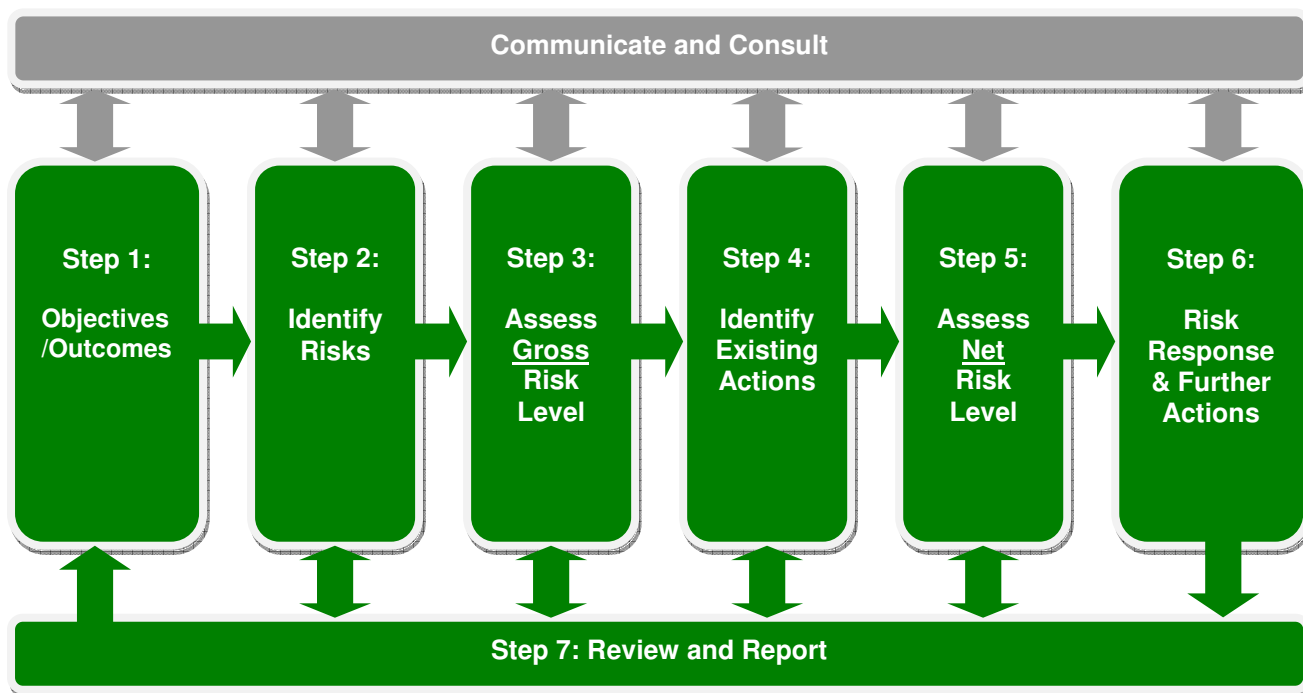 Communicate and Consult
Step 1:
Objectives
/Outcomes
Step 2:
Identify
Risks
Step 3:
Assess
Gross
Risk
Level
Step 4:
Identify
Existing
Actions
Step 5:
Assess
Net
Risk
Level
Step 6:
Risk
Response
& Further
Actions
Step 7: Review and Report